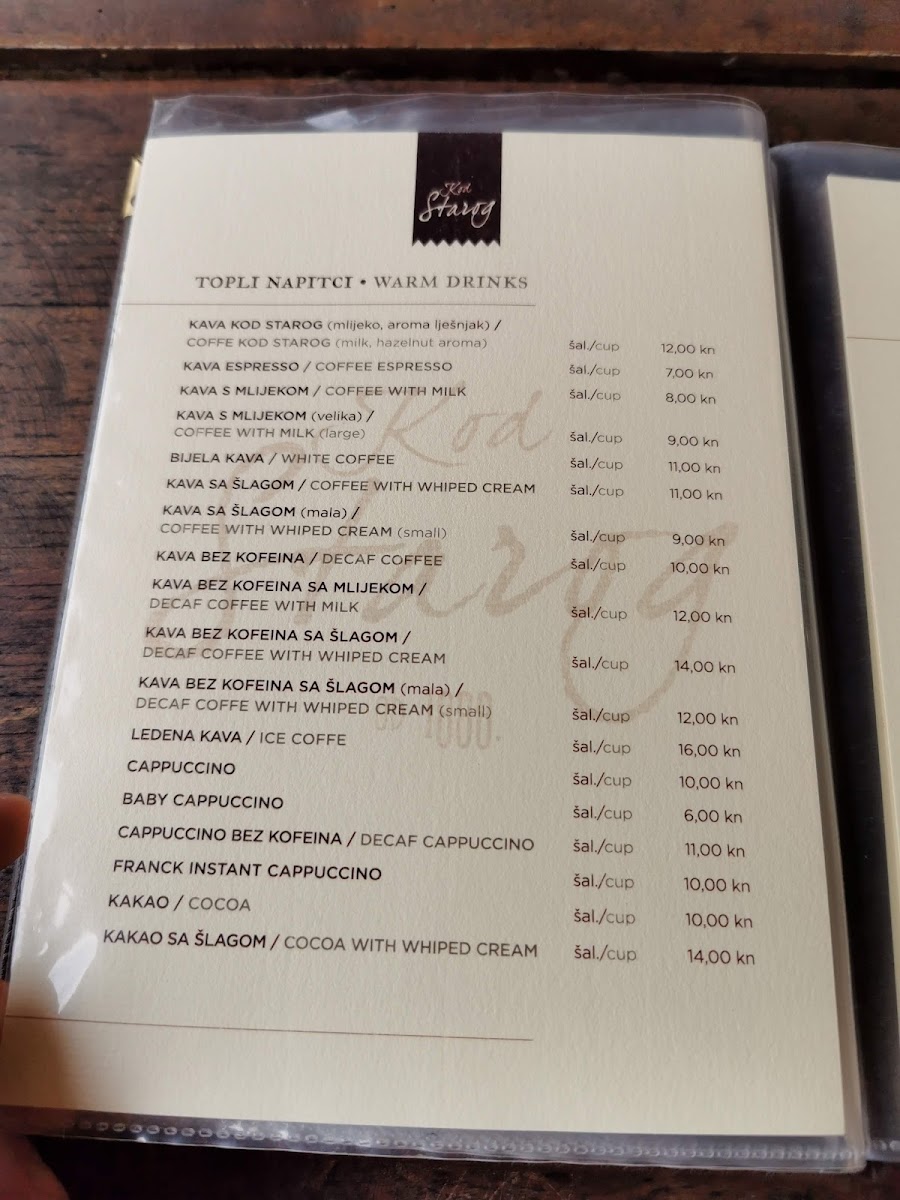 Kod
Starog
TOPLI NAPITCI • WARM DRINKS
KAVA KOD STAROG (mlijeko, aroma lješnjak) /
COFFE KOD STAROG (milk, hazelnut aroma) šal./cup 12,00 kn
KAVA ESPRESSO / COFFEE ESPRESSO šal./cup 7,00 kn
KAVA S MLIJEKOM / COFFEE WITH MILK šal./cup 8,00 kn
KAVA S MLIJEKOM (velika) /
COFFEE WITH MILK (large) šal./cup 9,00 kn
BIJELA KAVA / WHITE COFFEE šal./cup 11,00 kn
KAVA SA ŠLAGOM / COFFEE WITH WHIPED CREAM šal./cup 11,00 kn
KAVA SA ŠLAGOM (mala) /
COFFEE WITH WHIPED CREAM (small) šal./cup 9,00 kn
KAVA BEZ KOFEINA / DECAF COFFEE šal./cup 10,00 kn
KAVA BEZ KOFEINA SA MLIJEKOM /
DECAF COFFEE WITH MILK šal./cup 12,00 kn
KAVA BEZ KOFEINA SA ŠLAGOM /
DECAF COFFEE WITH WHIPED CREAM šal./cup 14,00 kn
KAVA BEZ KOFEINA SA ŠLAGOM (mala) /
DECAF COFFE WITH WHIPED CREAM (small) šal./cup 12,00 kn
LEDENA KAVA / ICE COFFE šal./cup 16,00 kn
CAPPUCCINO šal./cup 10,00 kn
BABY CAPPUCCINO šal./cup 6,00 kn
CAPPUCCINO BEZ KOFEINA / DECAF CAPPUCCINO šal./cup 11,00 kn
FRANCK INSTANT CAPPUCCINO šal./cup 10,00 kn
KAKAO / COCOA šal./cup 10,00 kn
KAKAO SA ŠLAGOM / COCOA WITH WHIPED CREAM šal./cup 14,00 kn
Kod
Starog